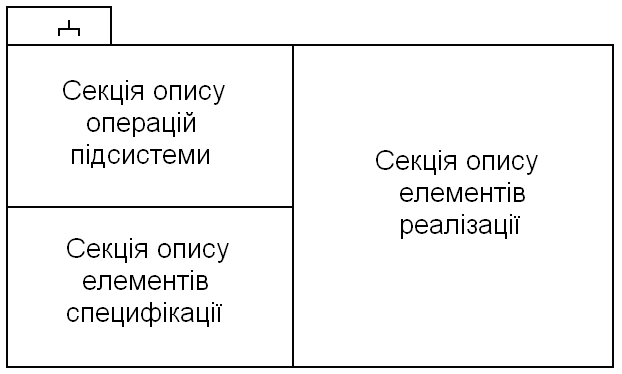 Секція опису
операцій
підсистеми
Секція опису
елементів
специфікації
Секція опису
елементів
реалізації